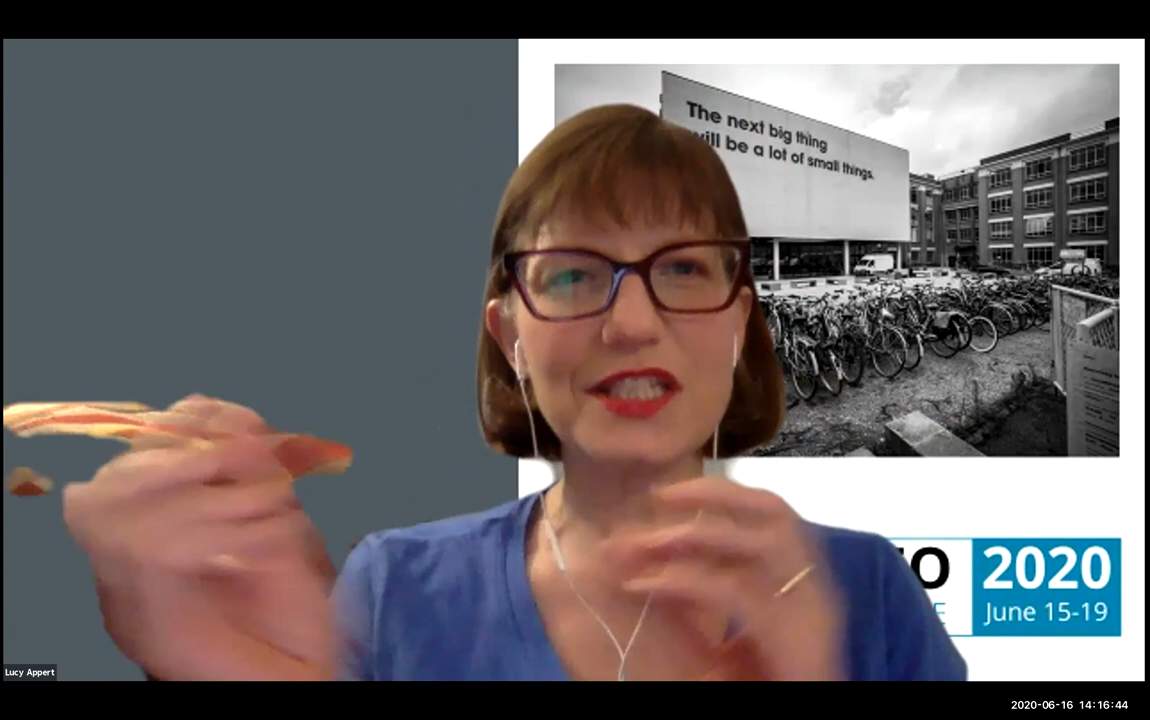 The next big thing
will be a lot of small things.
O 2020
E June 15-19
Lucy Appert
2020-06-16 14:16:44